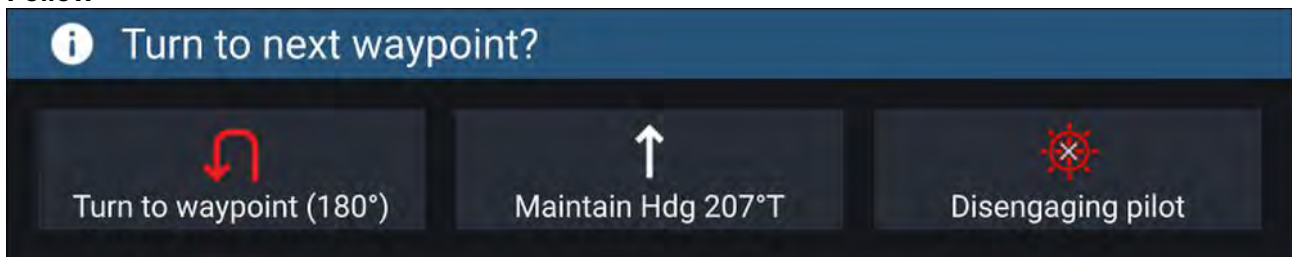 Turn to next waypoint?
Turn to waypoint (180°)
Maintain Hdg 207°T
Disengaging pilot